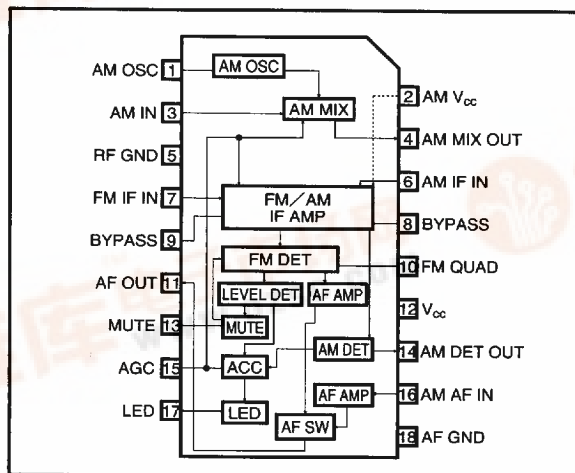 AM OSC 1
AM OSC
2 AM Vcc
AM IN 3
AM MIX
4 AM MIX OUT
RF GND 5
6 AM IF IN
FM IF IN 7
FM/AM
IF AMP
8 BYPASS
BYPASS 9
FM DET
10 FM QUAD
AF OUT 11
LEVEL DET
AF AMP
12 Vcc
MUTE 13
MUTE
AM DET
14 AM DET OUT
AGC 15
ACC
AF AMP
16 AM AF IN
LED 17
LED
AF SW
18 AF GND